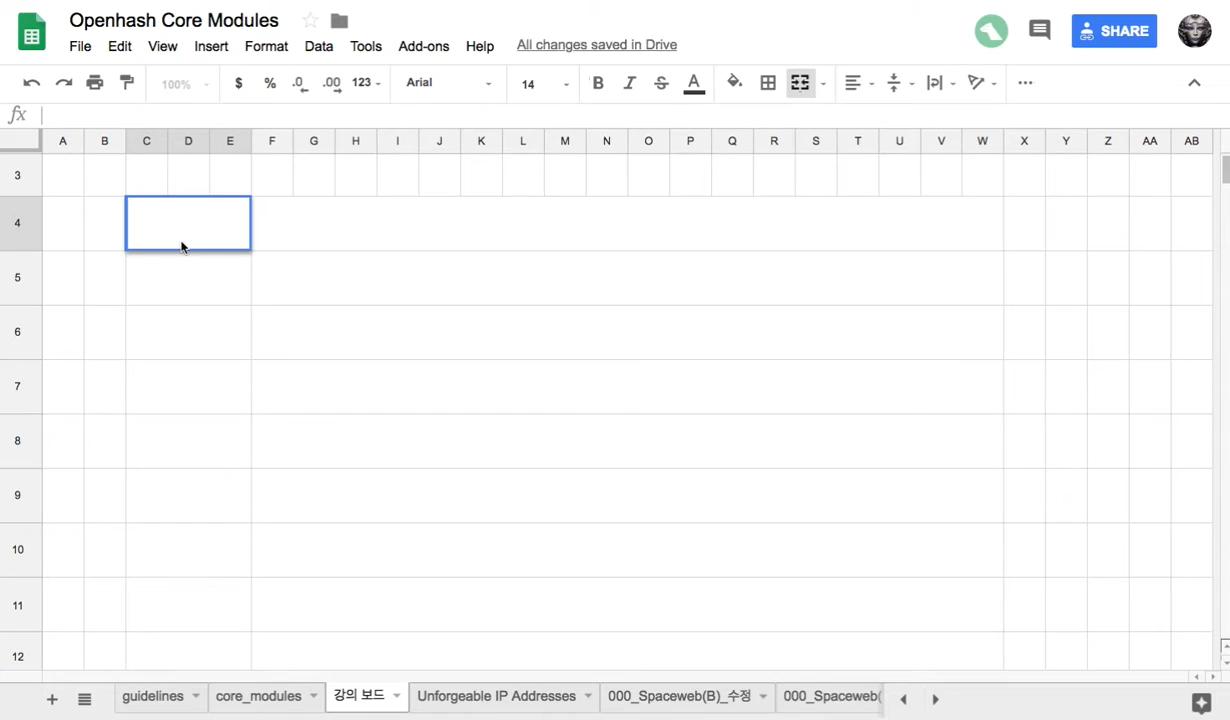 Openhash Core Modules
File Edit View Insert Format Data Tools Add-ons Help All changes saved in Drive
SHARE
100% $ % .0 .00 123 Arial 14 B I S A
fx
A B C D E F G H I J K L M N O P Q R S T U V W X Y Z AA AB
3
4
5
6
7
8
9
10
11
12
guidelines core_modules 강의 보드 Unforgeable IP Addresses 000_Spaceweb(B)_수정 000_Spaceweb(